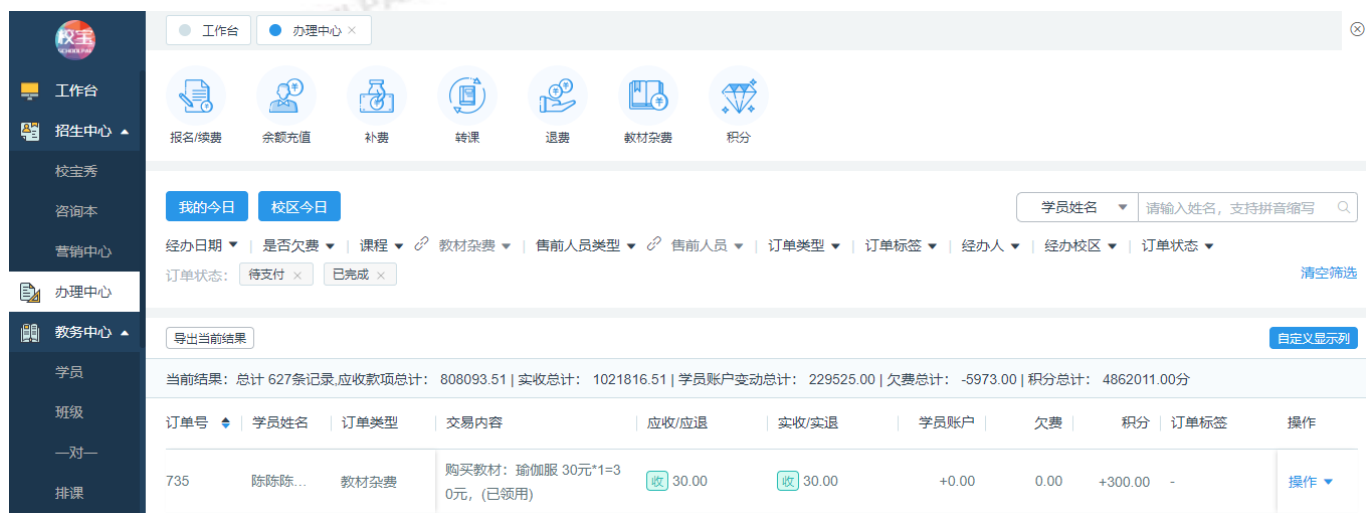 校宝
工作台
办理中心
工作台
招生中心
校宝秀
咨询本
营销中心
办理中心
教务中心
学员
班级
一对一
排课
报名/续费
余额充值
补费
转课
退费
教材杂费
积分
我的今日
校区今日
学员姓名
请输入姓名，支持拼音缩写
经办日期 | 是否欠费 | 课程 教材杂费 | 售前人员类型 售前人员 | 订单类型 | 订单标签 | 经办人 | 经办校区 | 订单状态
订单状态： 待支付 × 已完成 ×
清空筛选
导出当前结果
自定义显示列
当前结果：总计 627条记录,应收款项总计： 808093.51 | 实收总计： 1021816.51 | 学员账户变动总计： 229525.00 | 欠费总计： -5973.00 | 积分总计： 4862011.00分
订单号 学员姓名 订单类型 交易内容 应收/应退 实收/实退 学员账户 欠费 积分 订单标签 操作
735 陈陈陈... 教材杂费 购买教材：瑜伽服 30元*1=3
0元，(已领用)
收 30.00 收 30.00 +0.00 0.00 +300.00 - 操作